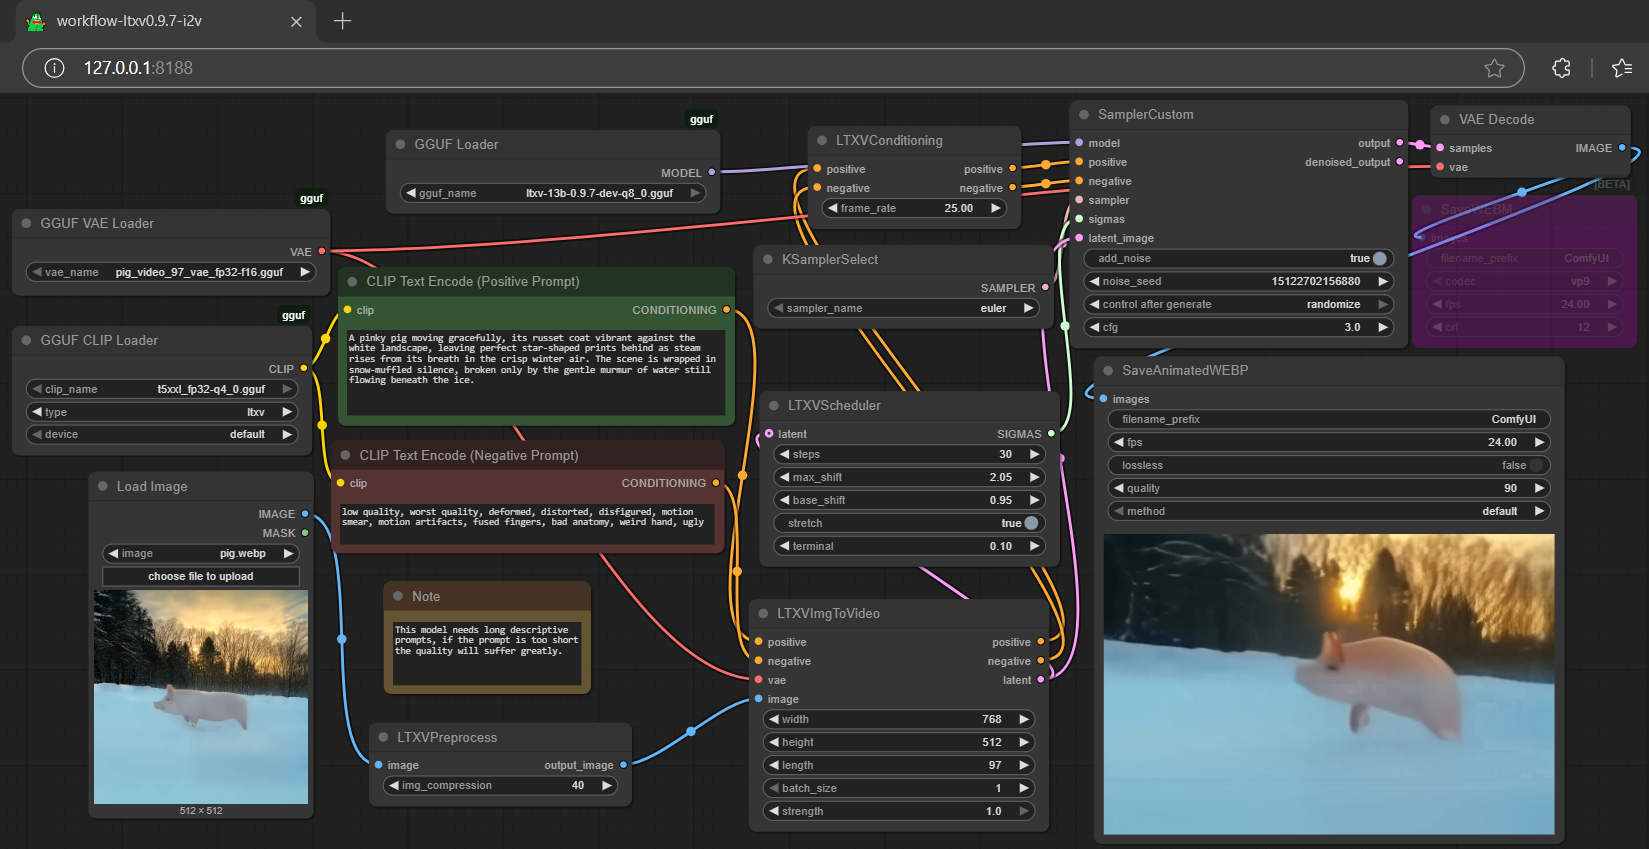 workflow-ltxv0.9.7-i2v
127.0.0.1:8188
gguf
GGUF Loader
MODEL
gguf_name ltxv-13b-0.9.7-dev-q8_0.gguf
gguf
GGUF VAE Loader
VAE
vae_name pig_video_97_vae_fp32-f16.gguf
gguf
GGUF CLIP Loader
CLIP
clip_name t5xxl_fp32-q4_0.gguf
type ltxv
device default
Load Image
IMAGE
MASK
image pig.webp
choose file to upload
512 × 512
CLIP Text Encode (Positive Prompt)
clip CONDITIONING
A pinky pig moving gracefully, its russet coat vibrant against the
white landscape, leaving perfect star-shaped prints behind as steam
rises from its breath in the crisp winter air. The scene is wrapped in
snow-muffled silence, broken only by the gentle murmur of water still
flowing beneath the ice.
CLIP Text Encode (Negative Prompt)
clip CONDITIONING
low quality, worst quality, deformed, distorted, disfigured, motion
smear, motion artifacts, fused fingers, bad anatomy, weird hand, ugly
Note
This model needs long descriptive
prompts, if the prompt is too short
the quality will suffer greatly.
LTXVPreprocess
image output_image
img_compression 40
LTXVConditioning
positive positive
negative negative
frame_rate 25.00
KSamplerSelect
SAMPLER
sampler_name euler
LTXVScheduler
latent SIGMAS
steps 30
max_shift 2.05
base_shift 0.95
stretch true
terminal 0.10
LTXVImgToVideo
positive positive
negative negative
vae latent
image
width 768
height 512
length 97
batch_size 1
strength 1.0
SamplerCustom
model output
positive denoised_output
negative
sampler
sigmas
latent_image
add_noise true
noise_seed 15122702156880
control after generate randomize
cfg 3.0
VAE Decode
samples IMAGE
vae
[BETA]
SaveWEBM
images
filename_prefix ComfyUI
codec vp9
fps 24.00
crf 12
SaveAnimatedWEBP
images
filename_prefix ComfyUI
fps 24.00
lossless false
quality 90
method default